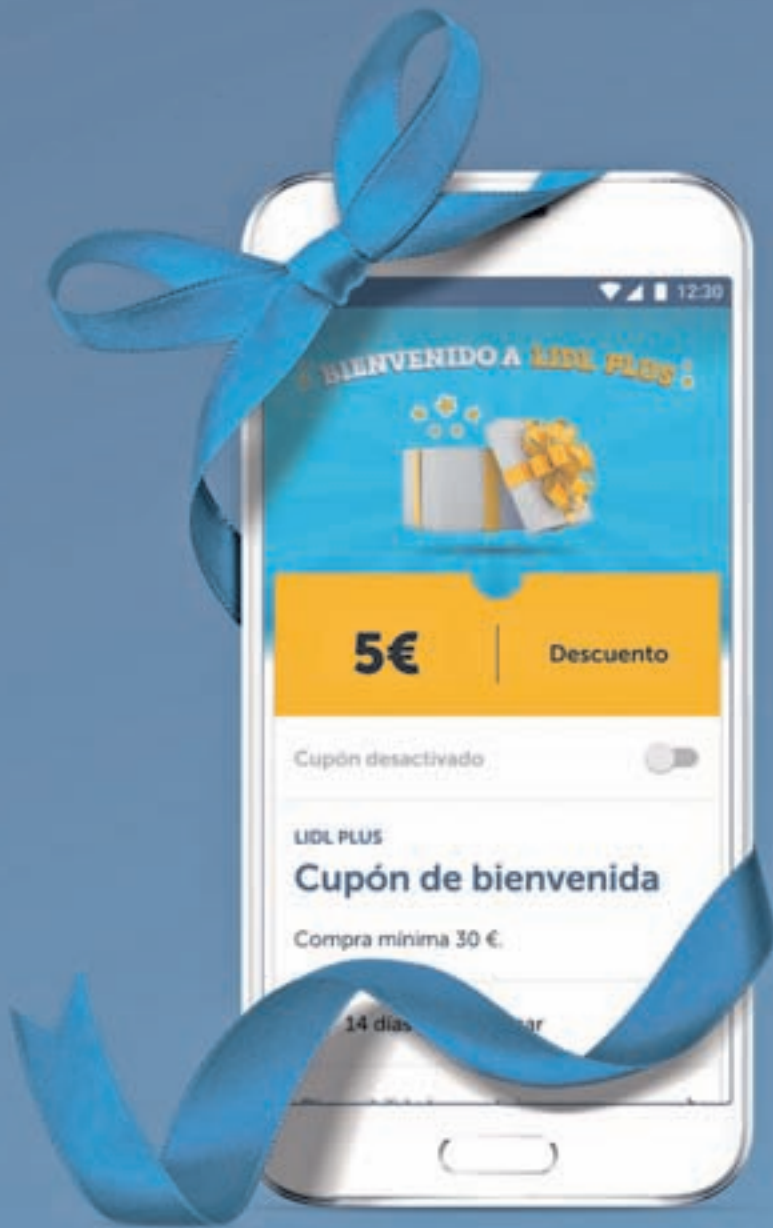 12:30
BIENVENIDO A LIDL PLUS
5€
Descuento
Cupón desactivado
LIDL PLUS
Cupón de bienvenida
Compra mínima 30 €.
14 días